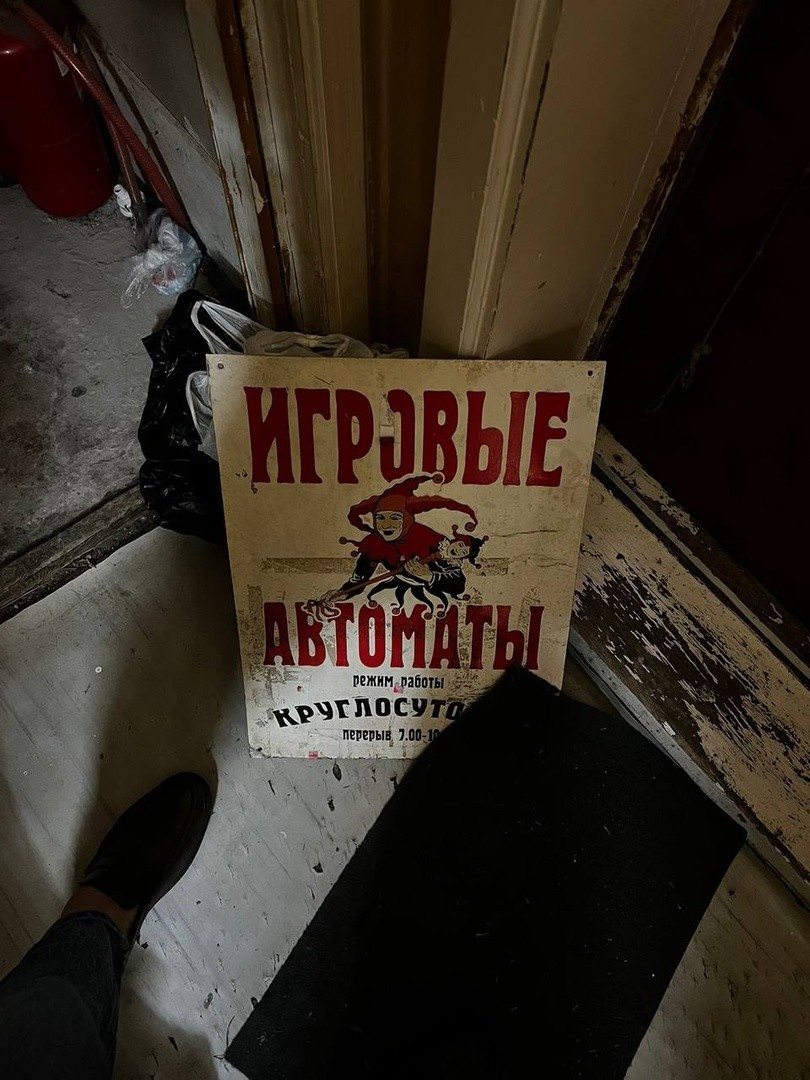 ИГРОВЫЕ
АВТОМАТЫ
режим работы
КРУГЛОСУТО
перерыв 7.00-10